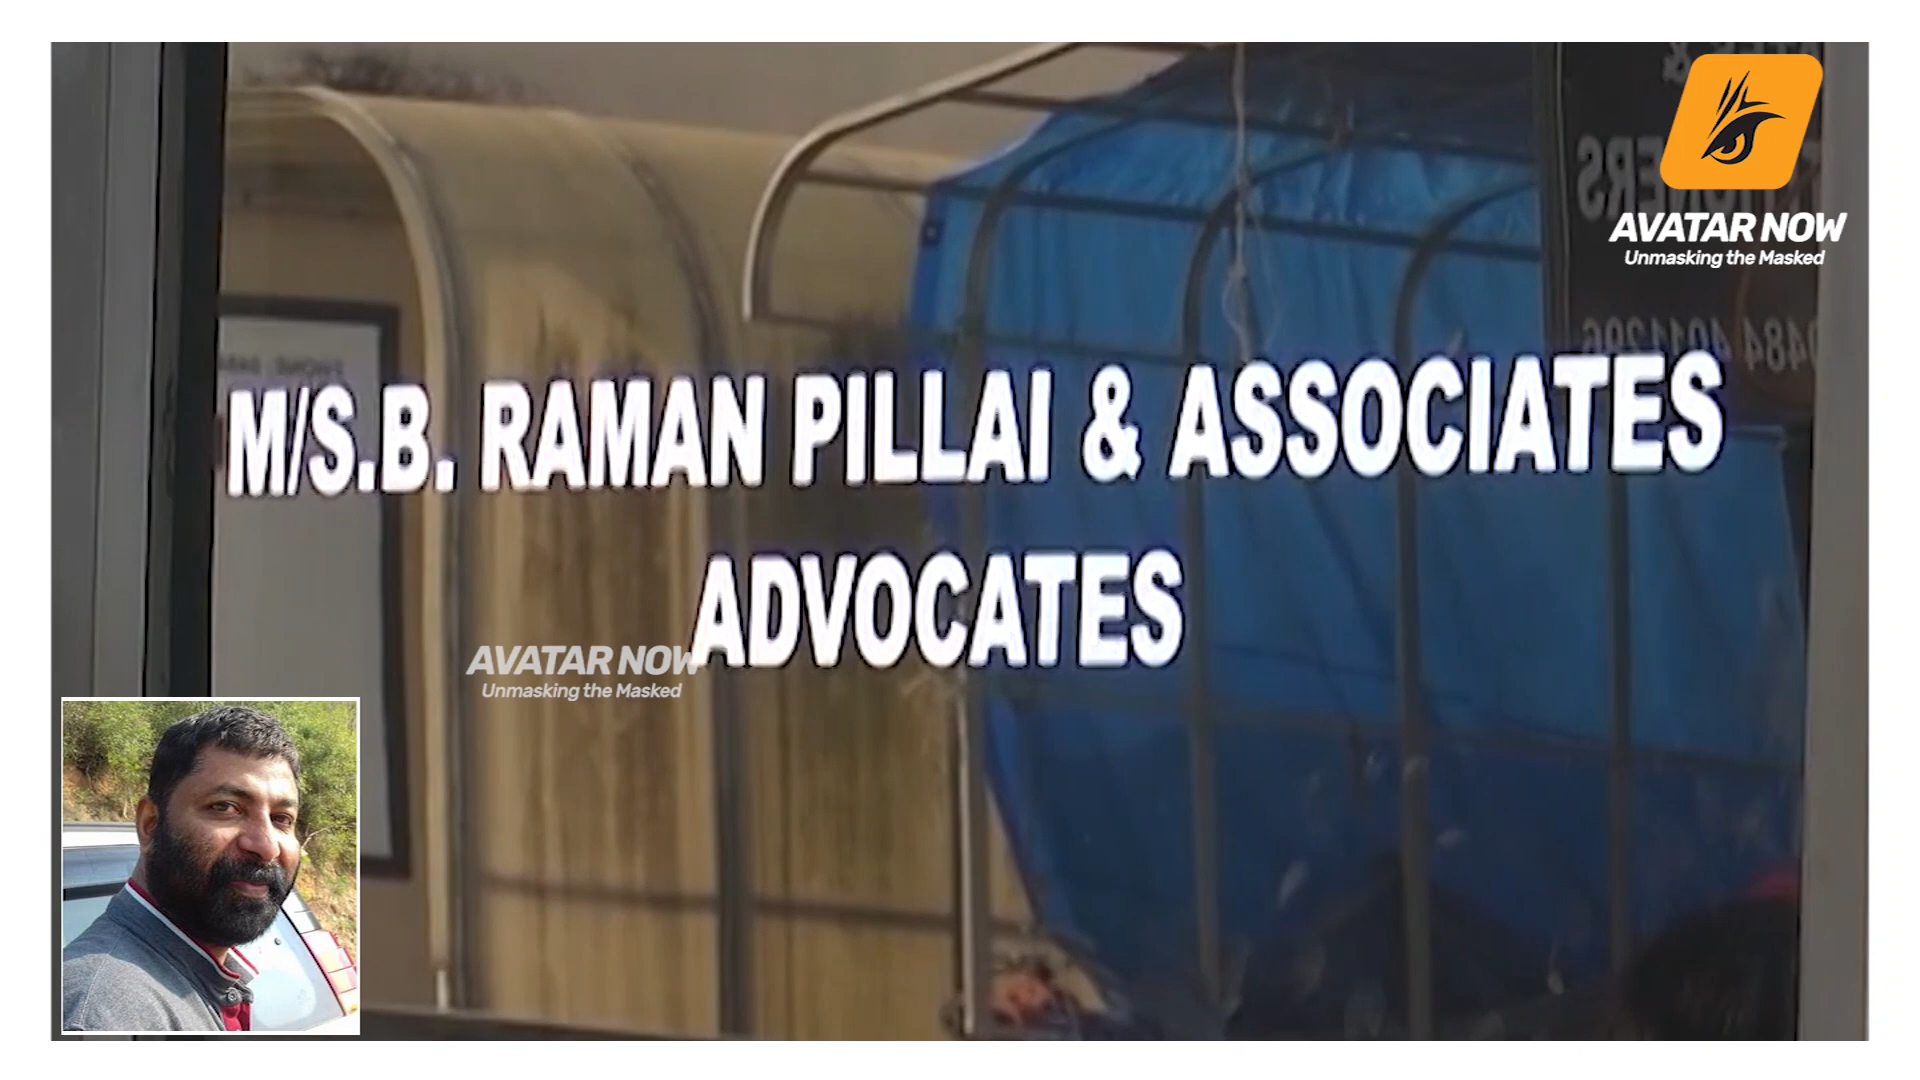 AVATAR NOW
Unmasking the Masked
M/S.B. RAMAN PILLAI & ASSOCIATES
ADVOCATES
AVATAR NOW
Unmasking the Masked